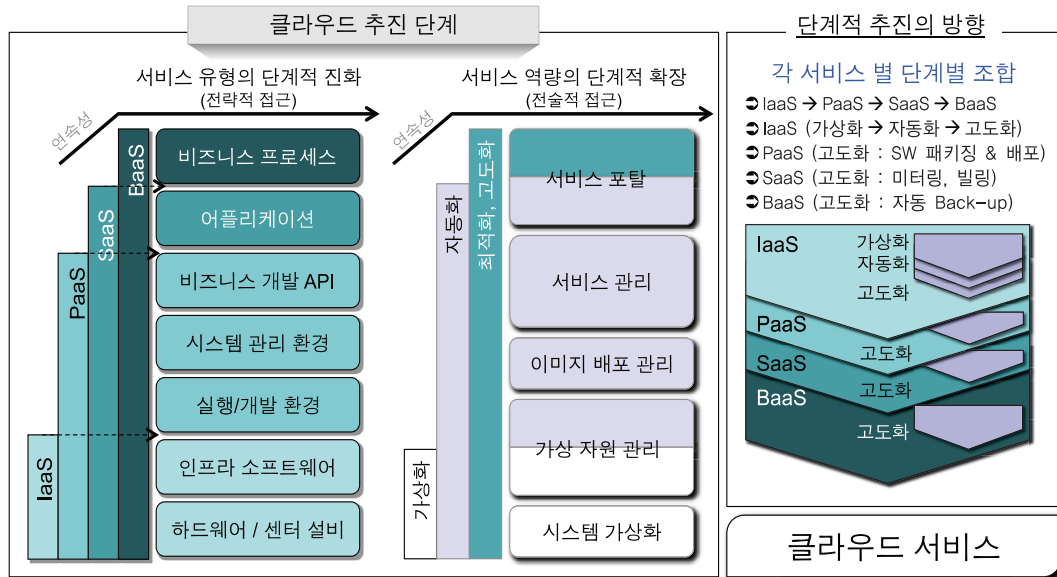 클라우드 추진 단계
서비스 유형의 단계적 진화
(전략적 접근)
연속성
IaaS
PaaS
SaaS
BaaS
비즈니스 프로세스
어플리케이션
비즈니스 개발 API
시스템 관리 환경
실행/개발 환경
인프라 소프트웨어
하드웨어 / 센터 설비
서비스 역량의 단계적 확장
(전술적 접근)
연속성
가상화
자동화
최적화, 고도화
서비스 포탈
서비스 관리
이미지 배포 관리
가상 자원 관리
시스템 가상화
단계적 추진의 방향
각 서비스 별 단계별 조합
➲ IaaS → PaaS → SaaS → BaaS
➲ IaaS (가상화 → 자동화 → 고도화)
➲ PaaS (고도화 : SW 패키징 & 배포)
➲ SaaS (고도화 : 미터링, 빌링)
➲ BaaS (고도화 : 자동 Back-up)
IaaS
가상화
자동화
고도화
PaaS
고도화
SaaS
고도화
BaaS
고도화
클라우드 서비스